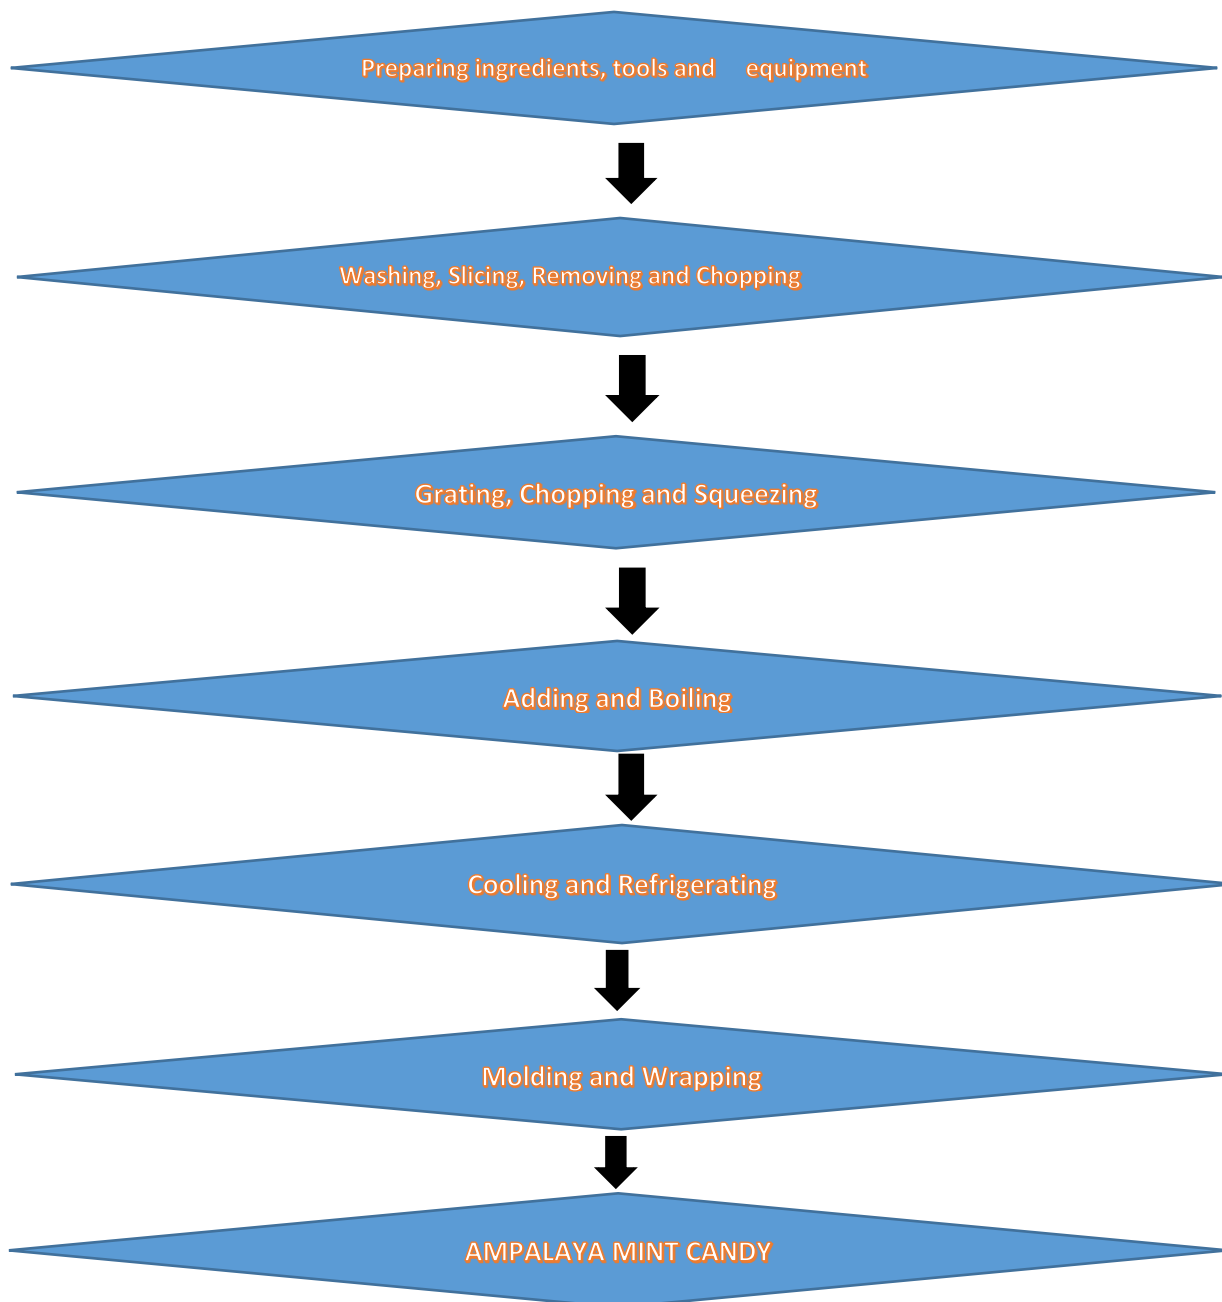 Preparing ingredients, tools and equipment
Washing, Slicing, Removing and Chopping
Grating, Chopping and Squeezing
Adding and Boiling
Cooling and Refrigerating
Molding and Wrapping
AMPALAYA MINT CANDY